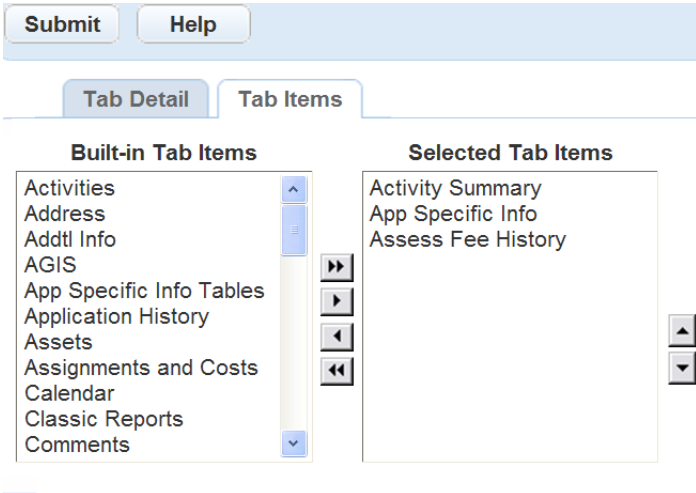 Submit Help
Tab Detail Tab Items
Built-in Tab Items
Activities
Address
Addtl Info
AGIS
App Specific Info Tables
Application History
Assets
Assignments and Costs
Calendar
Classic Reports
Comments
Selected Tab Items
Activity Summary
App Specific Info
Assess Fee History